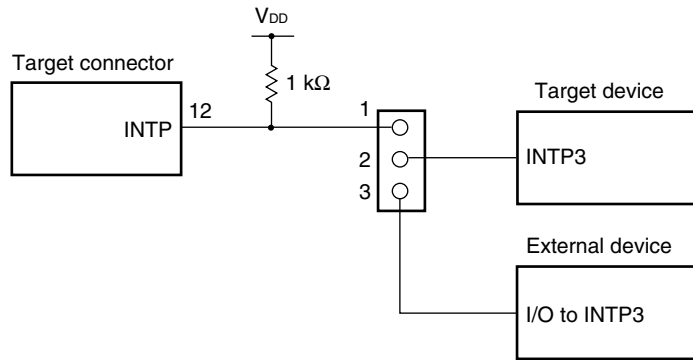 VDD
Target connector
1 kΩ
INTP
12
1
2
3
Target device
INTP3
External device
I/O to INTP3